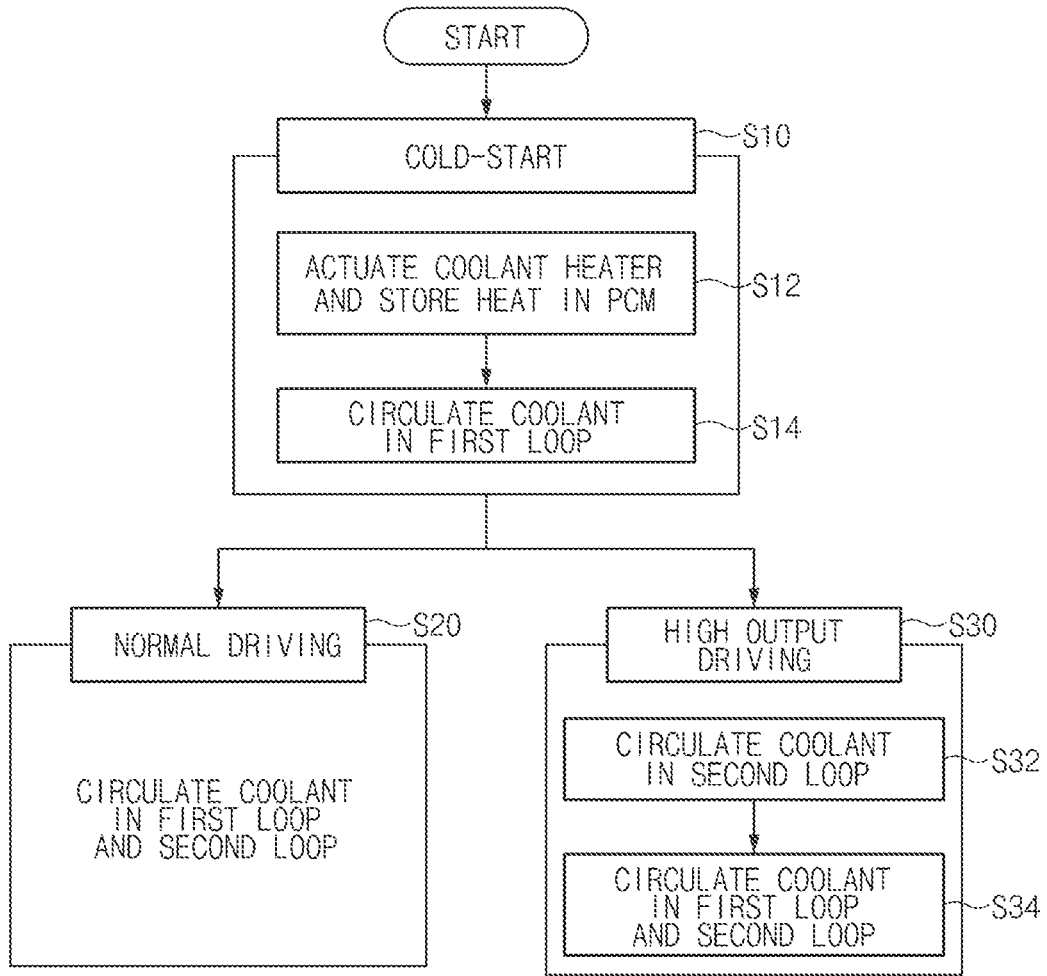 START
COLD-START
S10
ACTUATE COOLANT HEATER
AND STORE HEAT IN PCM
S12
CIRCULATE COOLANT
IN FIRST LOOP
S14
NORMAL DRIVING
S20
CIRCULATE COOLANT
IN FIRST LOOP
AND SECOND LOOP
HIGH OUTPUT
DRIVING
S30
CIRCULATE COOLANT
IN SECOND LOOP
S32
CIRCULATE COOLANT
IN FIRST LOOP
AND SECOND LOOP
S34